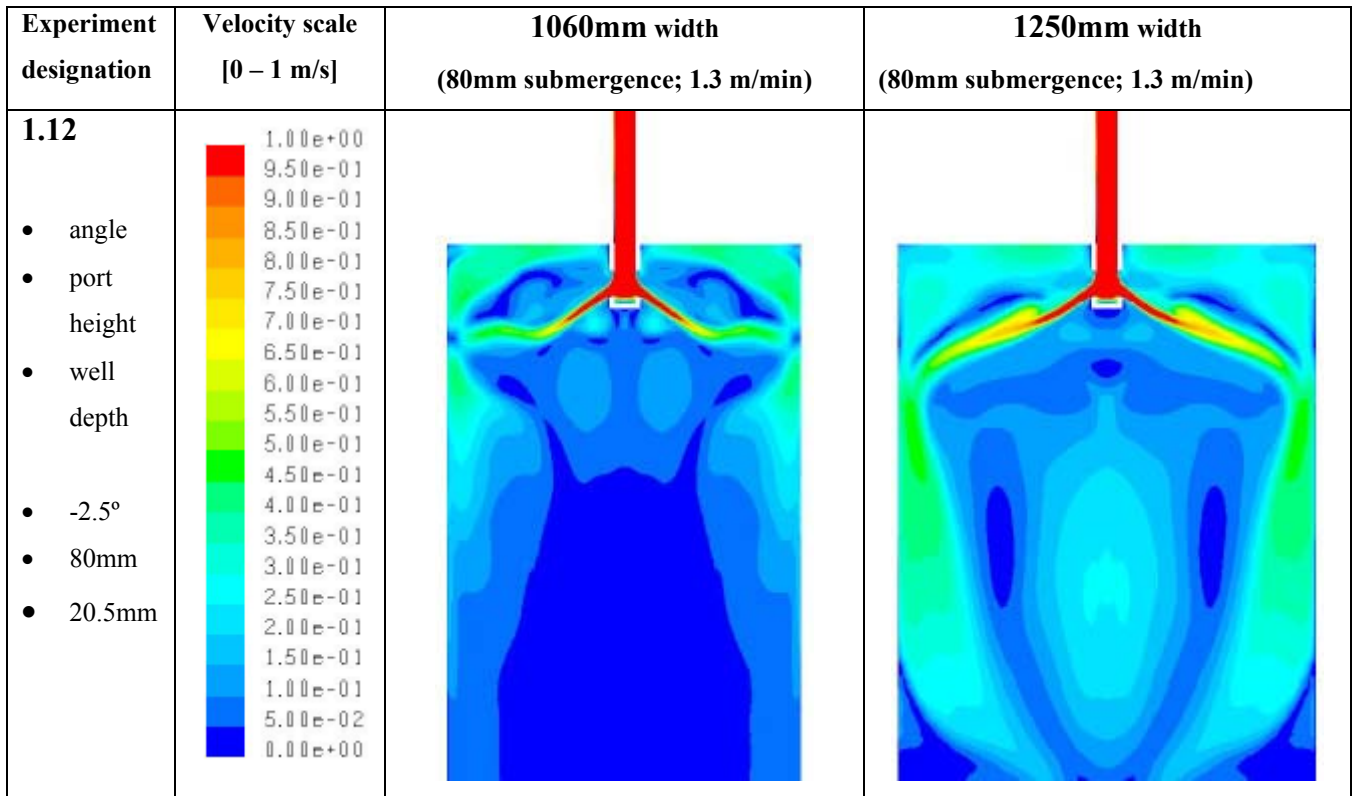 Experiment designation
Velocity scale
[0 – 1 m/s]
1060mm width
(80mm submergence; 1.3 m/min)
1250mm width
(80mm submergence; 1.3 m/min)
1.12
• angle
• port
height
• well
depth
• -2.5º
• 80mm
• 20.5mm
1.00e+00
9.50e-01
9.00e-01
8.50e-01
8.00e-01
7.50e-01
7.00e-01
6.50e-01
6.00e-01
5.50e-01
5.00e-01
4.50e-01
4.00e-01
3.50e-01
3.00e-01
2.50e-01
2.00e-01
1.50e-01
1.00e-01
5.00e-02
0.00e+00